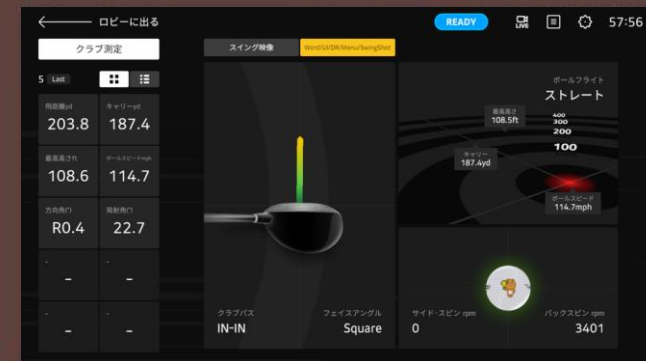 ロビーに出る
READY
LIVE
57:56
クラブ測定
スイング映像
Word/UI/DR/Menu/SwingShot
5 Last
飛距離yd
キャリーyd
203.8
187.4
最高高さft
ボールスピードmph
108.6
114.7
方向角(°)
発射角(°)
R0.4
22.7
-
-
-
-
-
-
-
-
クラブパス
フェイスアングル
IN-IN
Square
ボールフライト
ストレート
最高高さ
108.5ft
400
300
200
100
キャリー
187.4yd
ボールスピード
114.7mph
サイド・スピン rpm
バックスピン rpm
0
3401